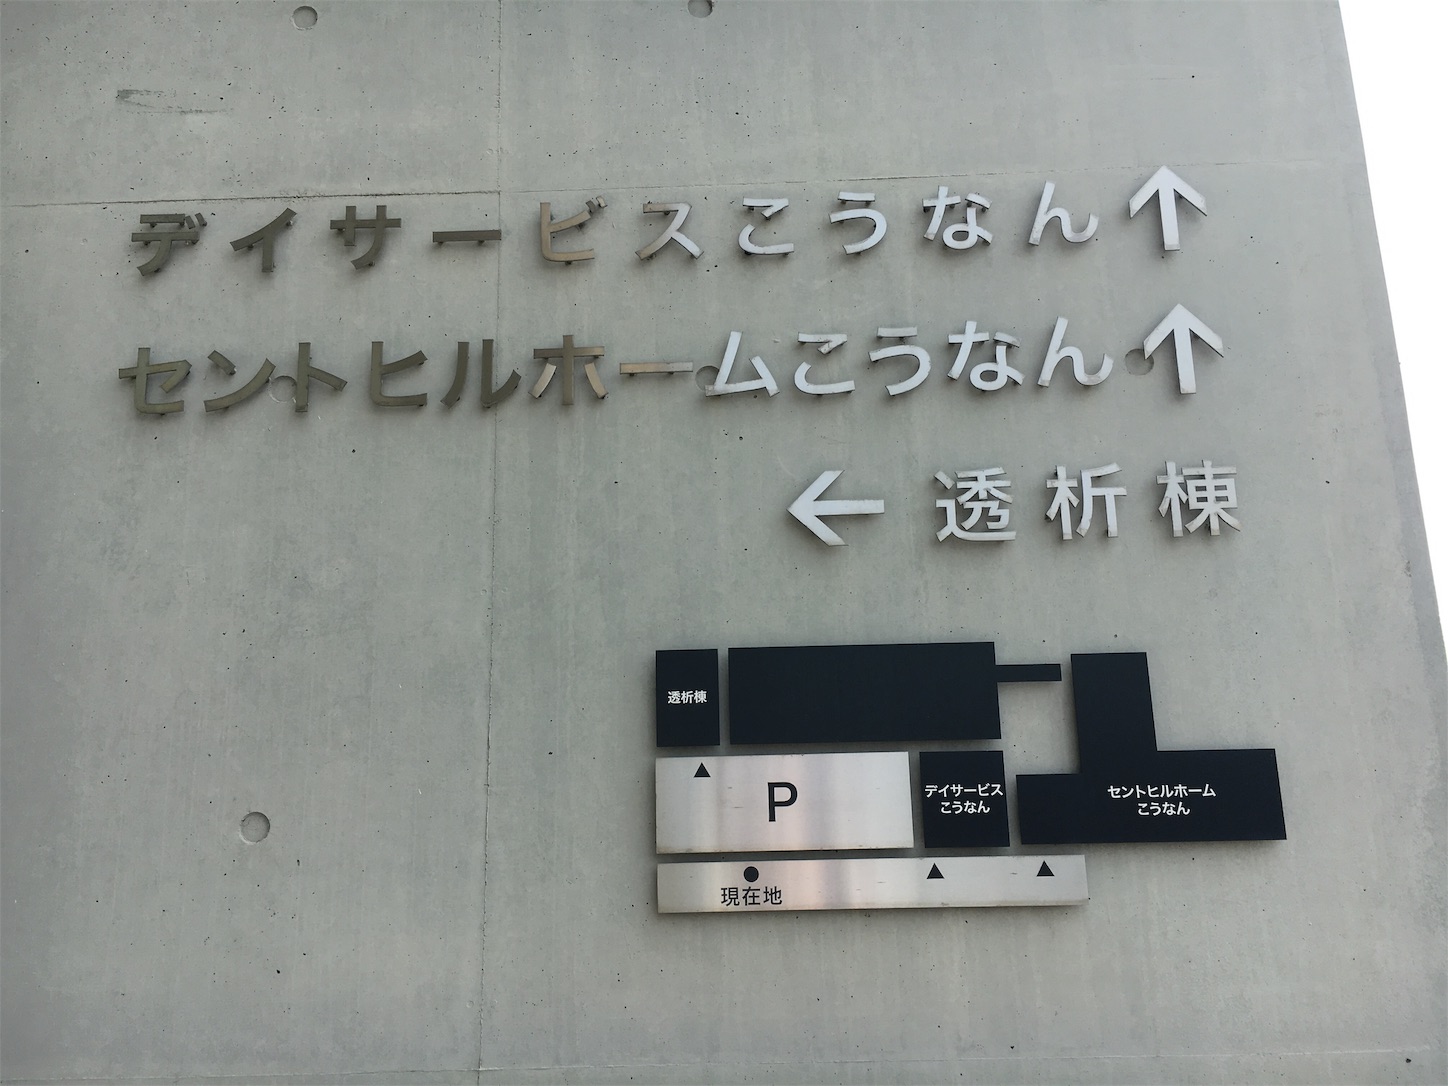 デイサービスこうなん↑
セントヒルホームこうなん↑
← 透析棟
透析棟
P
デイサービス
こうなん
セントヒルホーム
こうなん
現在地